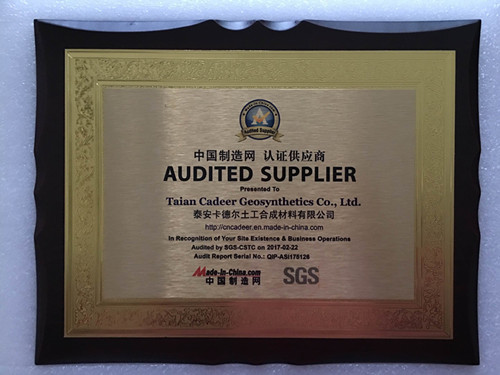 Audited Supplier
中国制造网 认证供应商
AUDITED SUPPLIER
Presented To
Taian Cadeer Geosynthetics Co., Ltd.
泰安卡德尔土工合成材料有限公司
http://cncadeer.en.made-in-china.com
In Recognition of Your Site Existence & Business Operations
Audited by SGS-CSTC on 2017-02-22
Audit Report Serial No.: QIP-ASI178126
Made-in-China.com
中国制造网
SGS